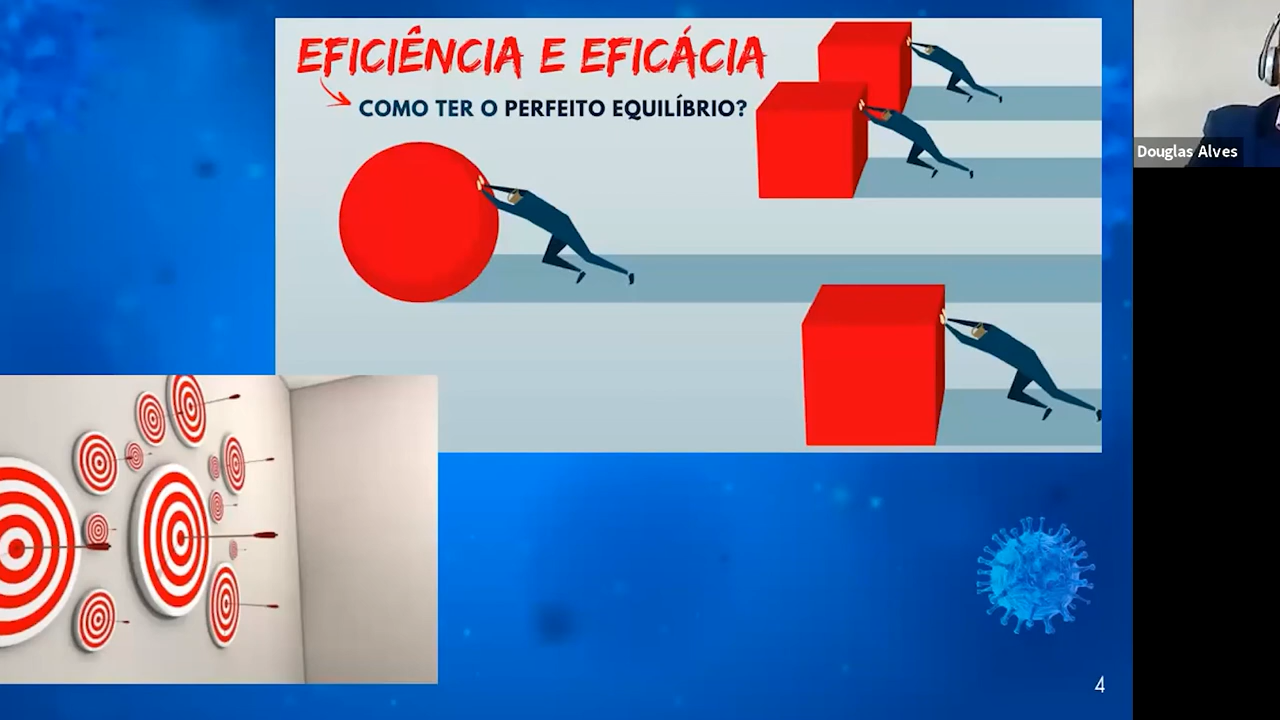 EFICIÊNCIA E EFICÁCIA
COMO TER O PERFEITO EQUILÍBRIO?
Douglas Alves
4